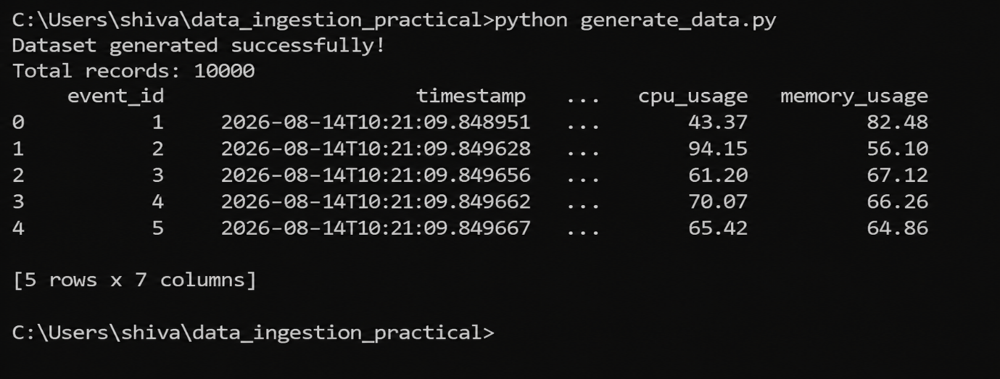 C:\Users\shiva\data_ingestion_practical>python generate_data.py
Dataset generated successfully!
Total records: 10000
event_id timestamp ... cpu_usage memory_usage
0 1 2026-08-14T10:21:09.848951 ... 43.37 82.48
1 2 2026-08-14T10:21:09.849628 ... 94.15 56.10
2 3 2026-08-14T10:21:09.849656 ... 61.20 67.12
3 4 2026-08-14T10:21:09.849662 ... 70.07 66.26
4 5 2026-08-14T10:21:09.849667 ... 65.42 64.86
[5 rows x 7 columns]
C:\Users\shiva\data_ingestion_practical>